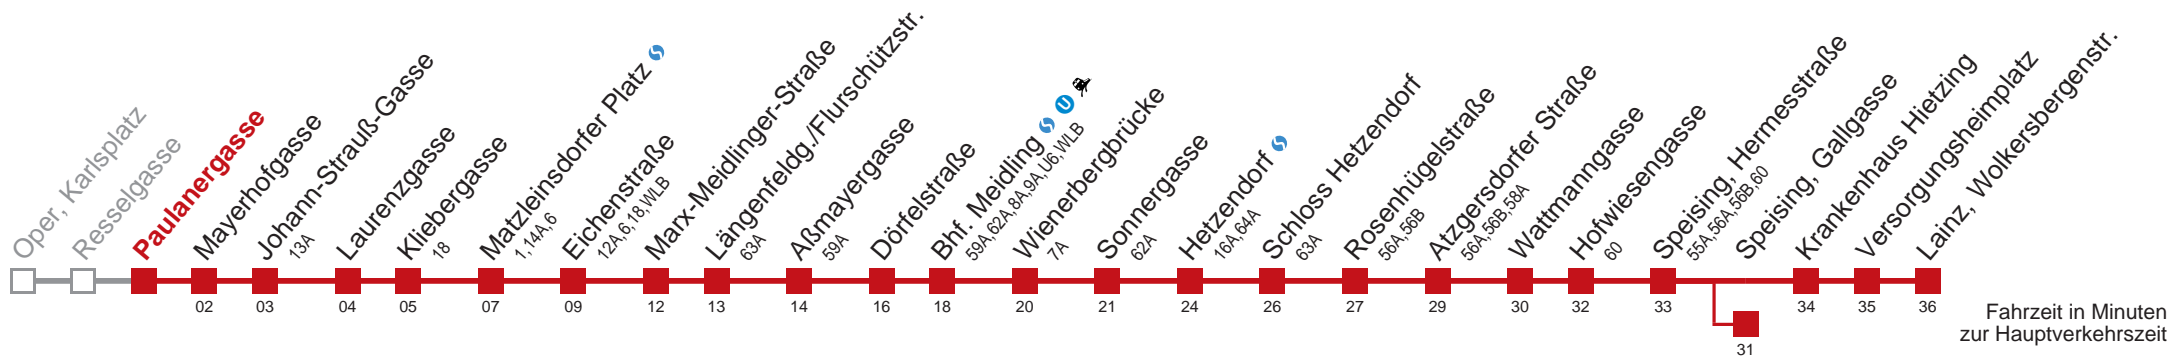 Oper, Karlsplatz
Resselgasse
Paulanergasse
Mayerhofgasse
02
Johann-Strauß-Gasse
13A
03
Laurenzgasse
04
Kliebergasse
18
05
Matzleinsdorfer Platz
1, 14A,6
07
Eichenstraße
12A,6,18,WLB
09
Marx-Meidlinger-Straße
12
Längenfeldg./Flurschützstr.
63A
13
Aßmayergasse
59A
14
Dörfelstraße
16
Bhf. Meidling U
59A,62A,8A,9A,U6,WLB
18
Wienerbergbrücke
7A
20
Sonnergasse
62A
21
Hetzendorf
16A,64A
24
Schloss Hetzendorf
63A
26
Rosenhügelstraße
56A,56B
27
Atzgersdorfer Straße
56A,56B,58A
29
Wattmanngasse
30
Hofwiesengasse
60
32
Speising, Hermesstraße
55A,56A,56B,60
33
Speising, Gallgasse
31
Krankenhaus Hietzing
34
Versorgungsheimplatz
35
Lainz, Wolkersbergenstr.
36
Fahrzeit in Minuten
zur Hauptverkehrszeit